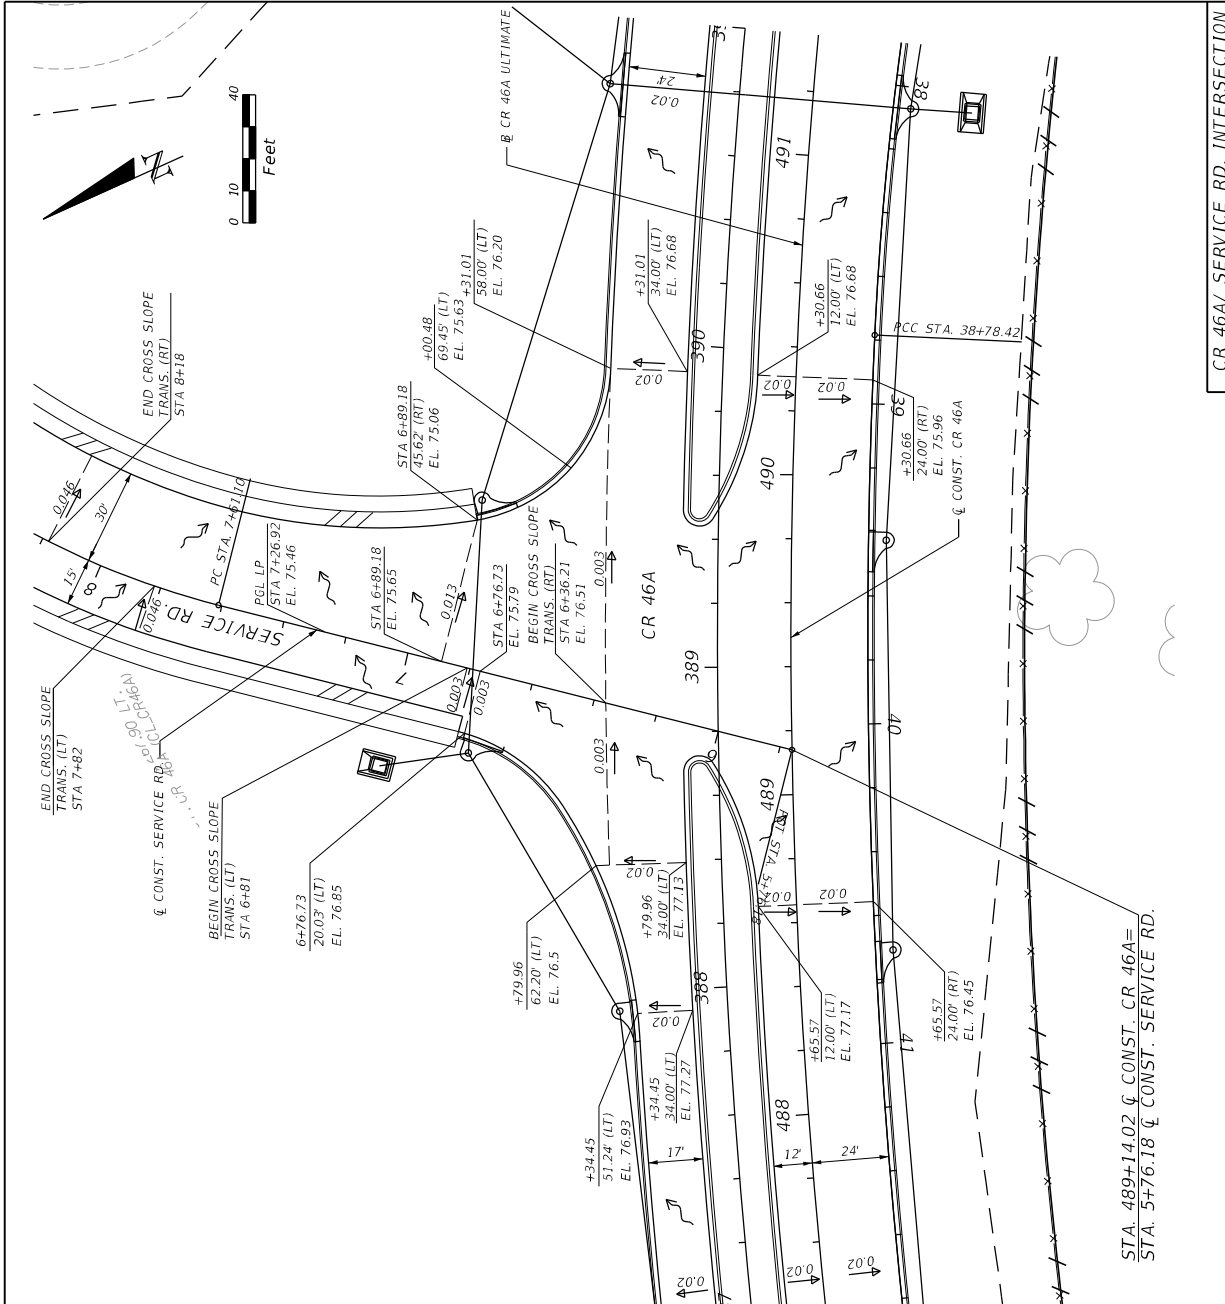 CR 46A/ SERVICE RD. INTERSECTION
N
0
10
40
Feet
℄ CR 46A ULTIMATE
24'
0.02
38
491
+31.01
58.00' (LT)
EL. 76.20
+31.01
34.00' (LT)
EL. 76.68
+30.66
12.00' (LT)
EL. 76.68
PCC STA. 38+78.42
+00.48
69.45' (LT)
EL. 75.63
END CROSS SLOPE
TRANS. (RT)
STA 8+18
STA 6+89.18
45.62' (RT)
EL. 75.06
390
0.02
0.02
0.02
39
+30.66
24.00' (RT)
EL. 75.96
℄ CONST. CR 46A
490
0.046
30'
15'
8
PC STA. 7+61.10
PGL LP
STA 7+26.92
EL. 75.46
STA 6+89.18
EL. 75.65
0.013
STA 6+76.73
EL. 75.79
BEGIN CROSS SLOPE
TRANS. (RT)
STA 6+36.21
EL. 76.51
0.003
CR 46A
389
0.046
SERVICE RD
7
0.003
0.003
0.003
40
489
END CROSS SLOPE
TRANS. (LT)
STA 7+82
℄ CONST. SERVICE RD.
BEGIN CROSS SLOPE
TRANS. (LT)
STA 6+81
6+76.73
20.03' (LT)
EL. 76.85
+79.96
62.20' (LT)
EL. 76.5
0.02
+79.96
34.00' (LT)
EL. 77.13
0.02
0.02
388
0.02
+65.57
12.00' (LT)
EL. 77.17
+65.57
24.00' (RT)
EL. 76.45
41
+34.45
51.24' (LT)
EL. 76.93
+34.45
34.00' (LT)
EL. 77.27
488
17'
12'
24'
0.02
0.02
0.02
STA. 489+14.02 ℄ CONST. CR 46A=
STA. 5+76.18 ℄ CONST. SERVICE RD.